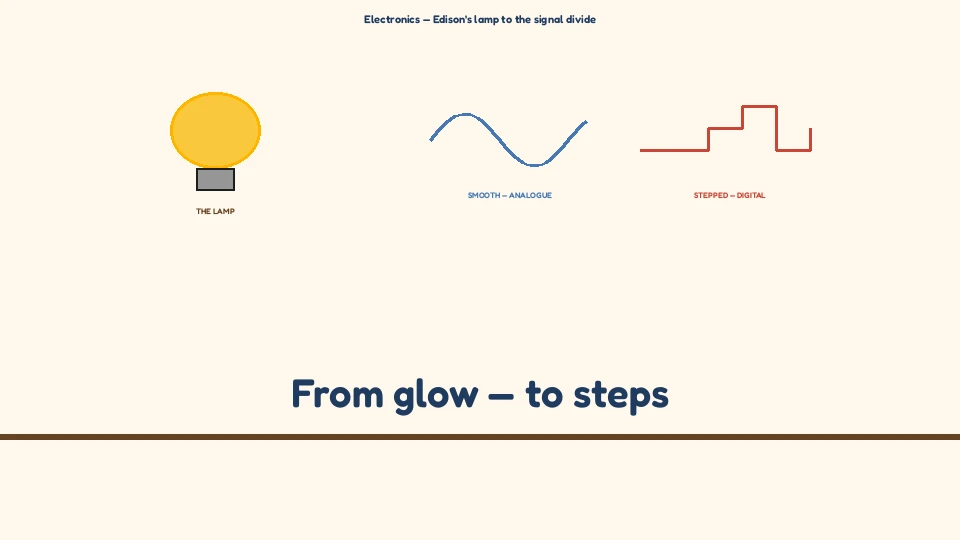 Electronics — Edison's lamp to the signal divide
THE LAMP
SMOOTH — ANALOGUE
STEPPED — DIGITAL
From glow — to steps